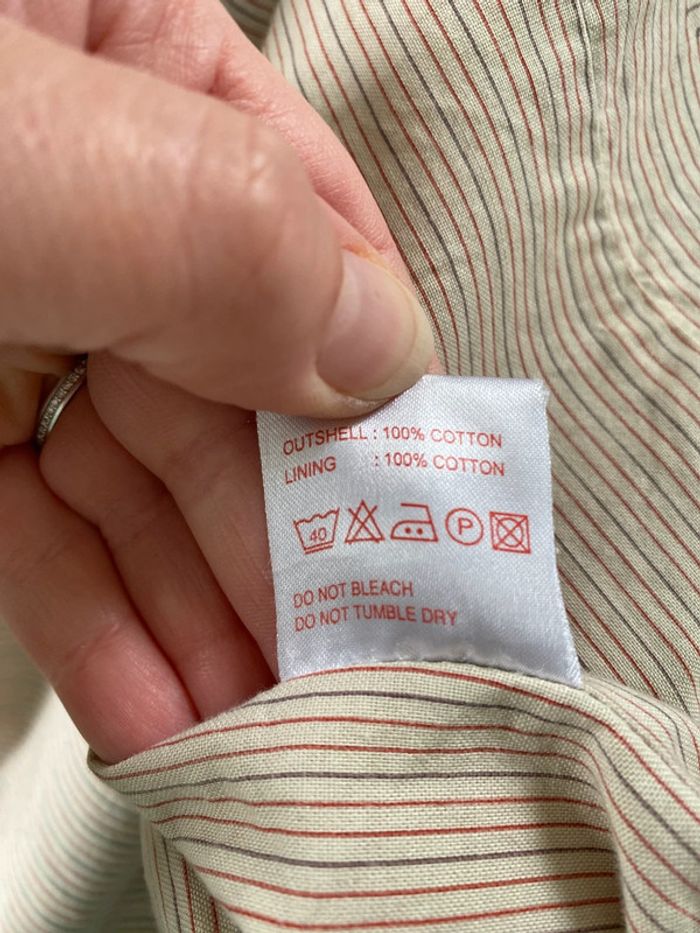 OUTSHELL : 100% COTTON
LINING : 100% COTTON
40 P
DO NOT BLEACH
DO NOT TUMBLE DRY